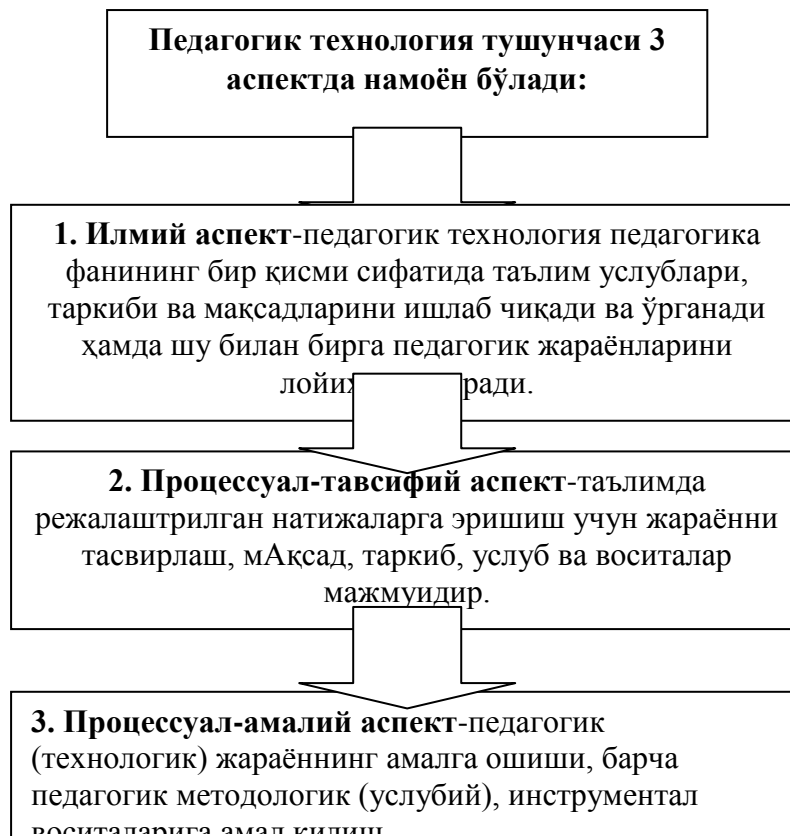 Педагогик технология тушунчаси 3
аспектда намоён бўлади:
1. Илмий аспект-педагогик технология педагогика
фанининг бир қисми сифатида таълим услублари,
таркиби ва мақсадларини ишлаб чиқади ва ўрганади
ҳамда шу билан бирга педагогик жараёнларини
2. Процессуал-тавсифий аспект-таълимда
режалаштрилган натижаларга эришиш учун жараённи
тасвирлаш, мАқсад, таркиб, услуб ва воситалар
мажмуидир.
3. Процессуал-амалий аспект-педагогик
(технологик) жараённинг амалга ошиши, барча
педагогик методологик (услубий), инструментал
воситаларига амал қилиш